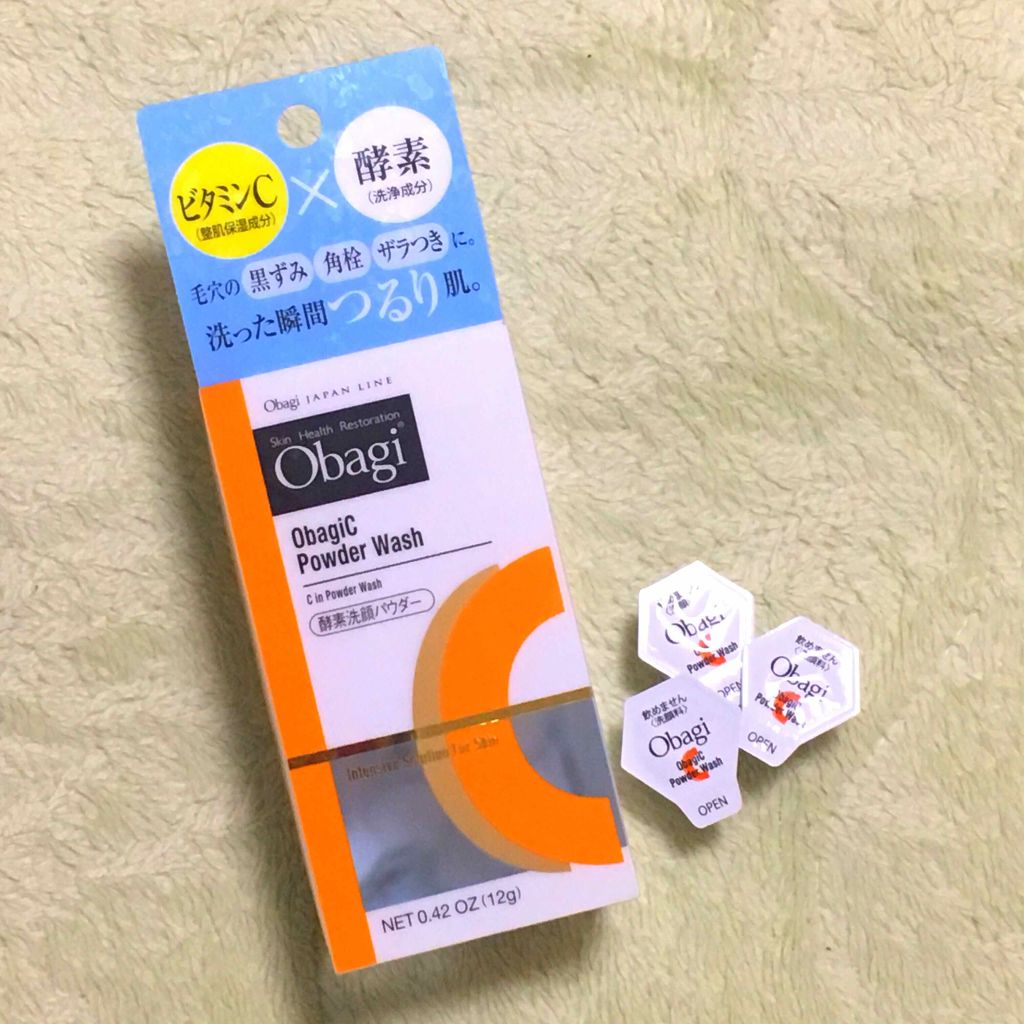 ビタミンC
(整肌保湿成分)
×
酵素
(洗浄成分)
毛穴の 黒ずみ 角栓 ザラつき に。
洗った瞬間つるり肌。
Obagi JAPAN LINE
Skin Health Restoration
Obagi®
ObagiC
Powder Wash
C in Powder Wash
酵素洗顔パウダー
Intensive Solution For Skin
NET 0.42 OZ(12g)
Obagi
Powder Wash
OPEN
飲めません
Obagi
OPEN
飲めません
〈洗顔料〉
Obagi
ObagiC
Powder Wash
OPEN